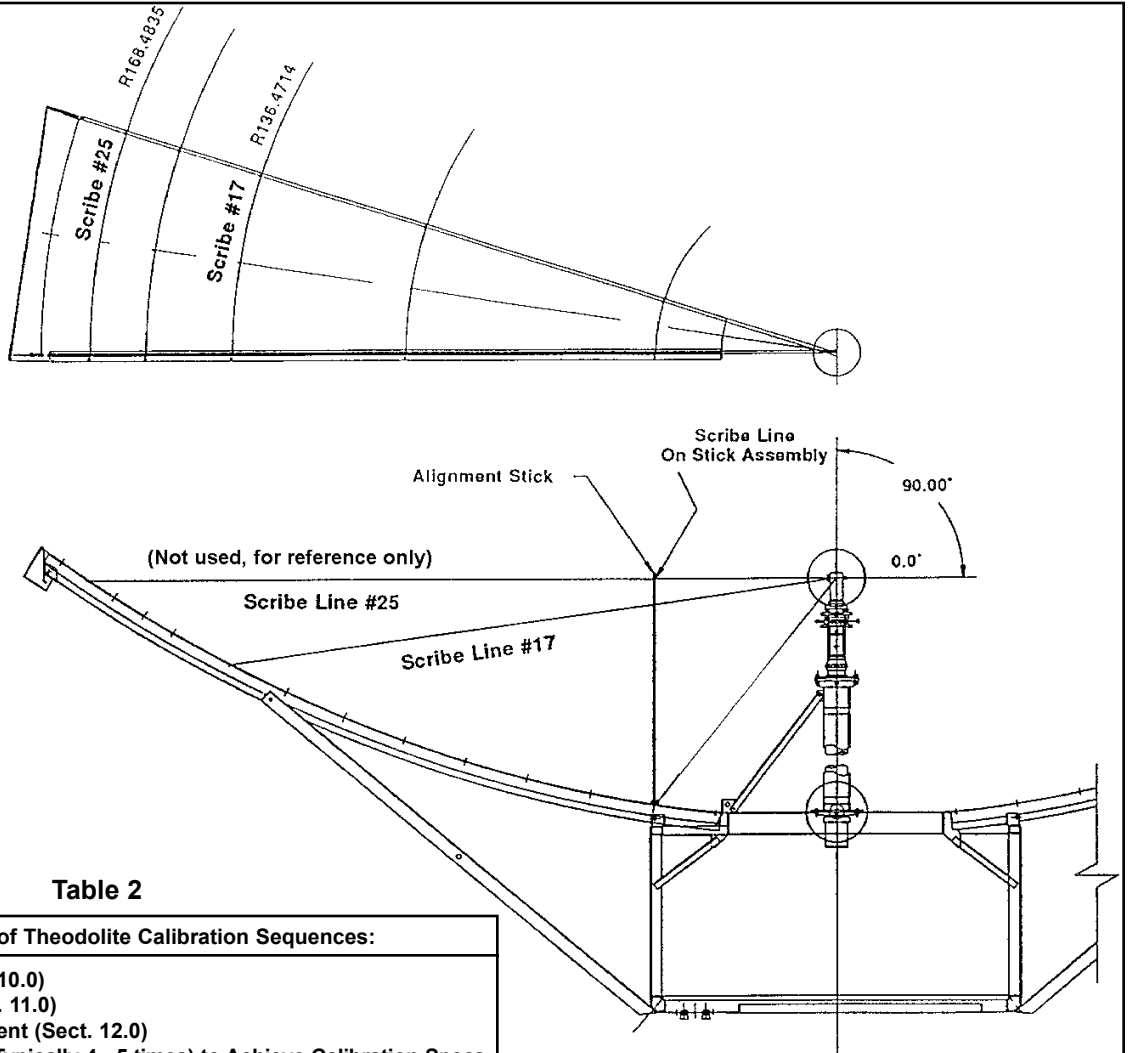 R168.4835
R136.4714
Scribe #25
Scribe #17
Scribe Line
On Stick Assembly
Alignment Stick
90.00°
(Not used, for reference only)
0.0°
Scribe Line #25
Scribe Line #17
Table 2
of Theodolite Calibration Sequences:
10.0)
. 11.0)
ent (Sect. 12.0)
Typically 4 - 5 times) to Achieve Calibration Specs